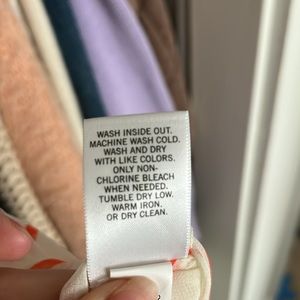 WASH INSIDE OUT.
MACHINE WASH COLD.
WASH AND DRY
WITH LIKE COLORS.
ONLY NON-
CHLORINE BLEACH
WHEN NEEDED.
TUMBLE DRY LOW.
WARM IRON,
OR DRY CLEAN.